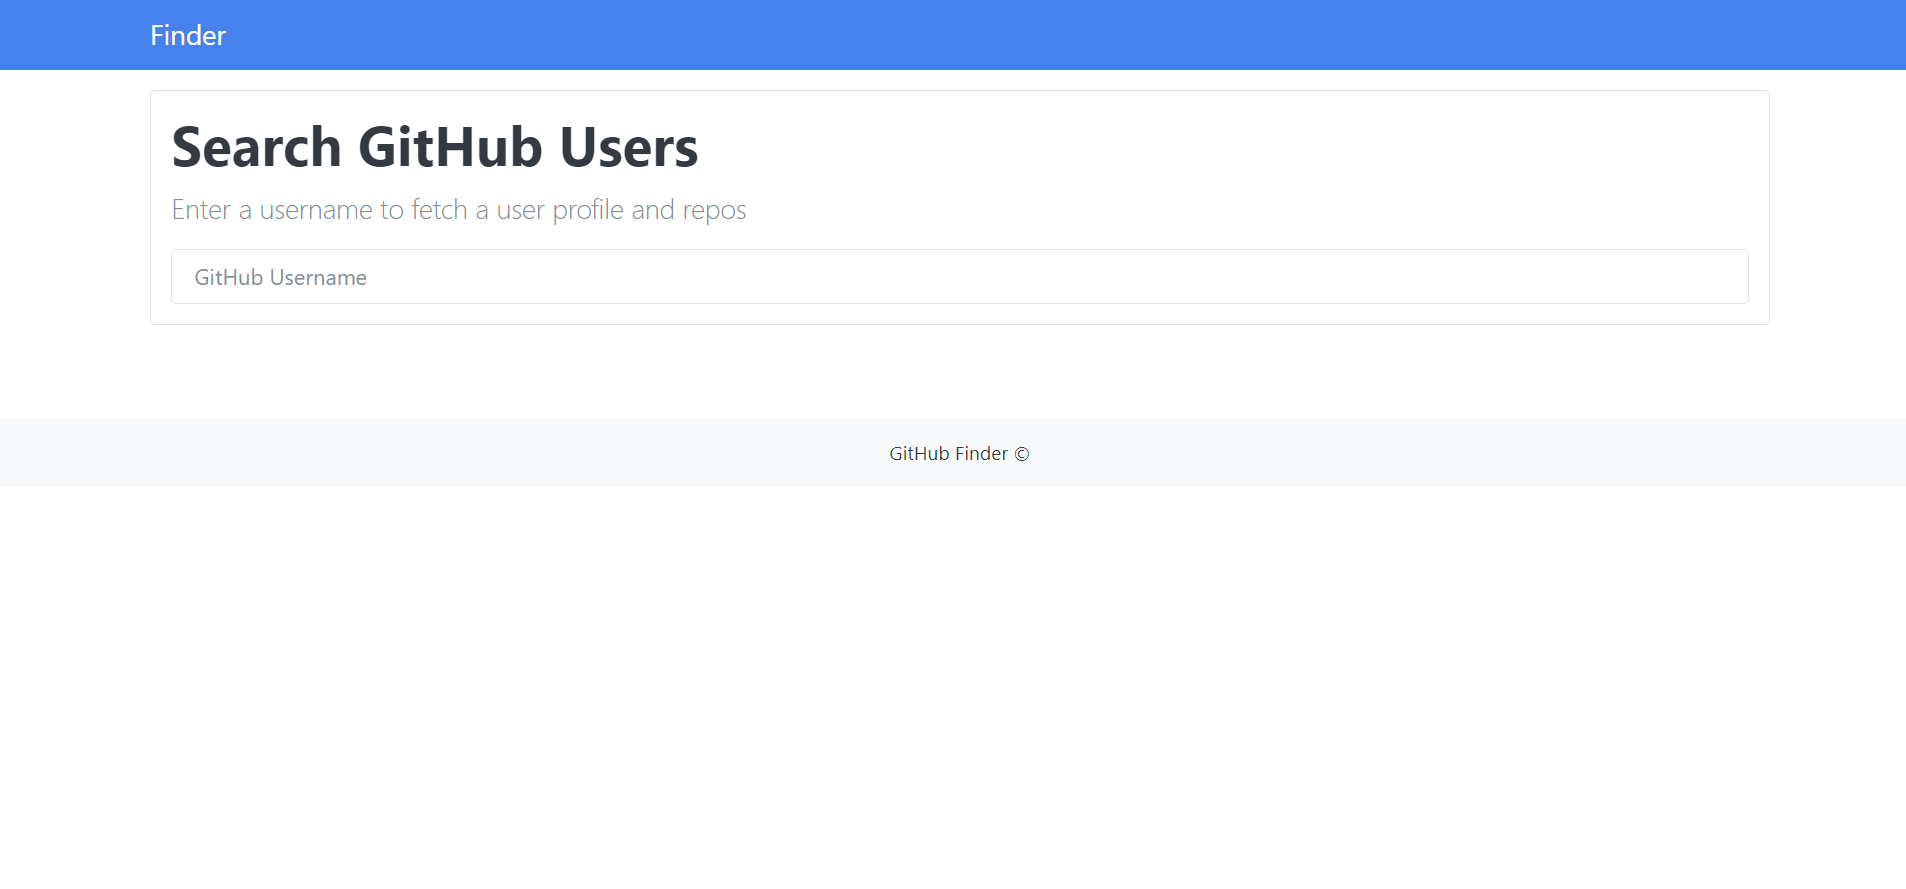 Finder
Search GitHub Users
Enter a username to fetch a user profile and repos
GitHub Username
GitHub Finder ©